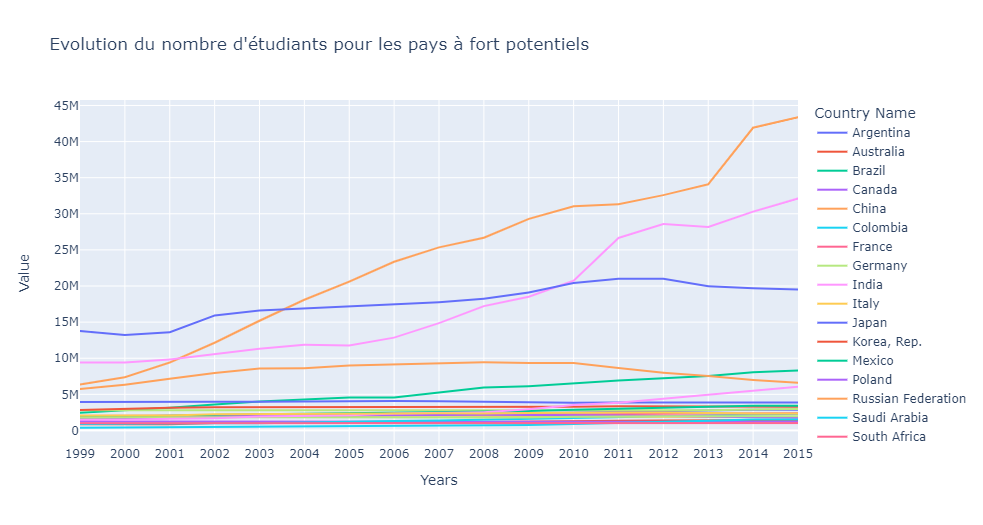 Evolution du nombre d'étudiants pour les pays à fort potentiels
Value
45M
40M
35M
30M
25M
20M
15M
10M
5M
0
1999 2000 2001 2002 2003 2004 2005 2006 2007 2008 2009 2010 2011 2012 2013 2014 2015
Years
Country Name
Argentina
Australia
Brazil
Canada
China
Colombia
France
Germany
India
Italy
Japan
Korea, Rep.
Mexico
Poland
Russian Federation
Saudi Arabia
South Africa